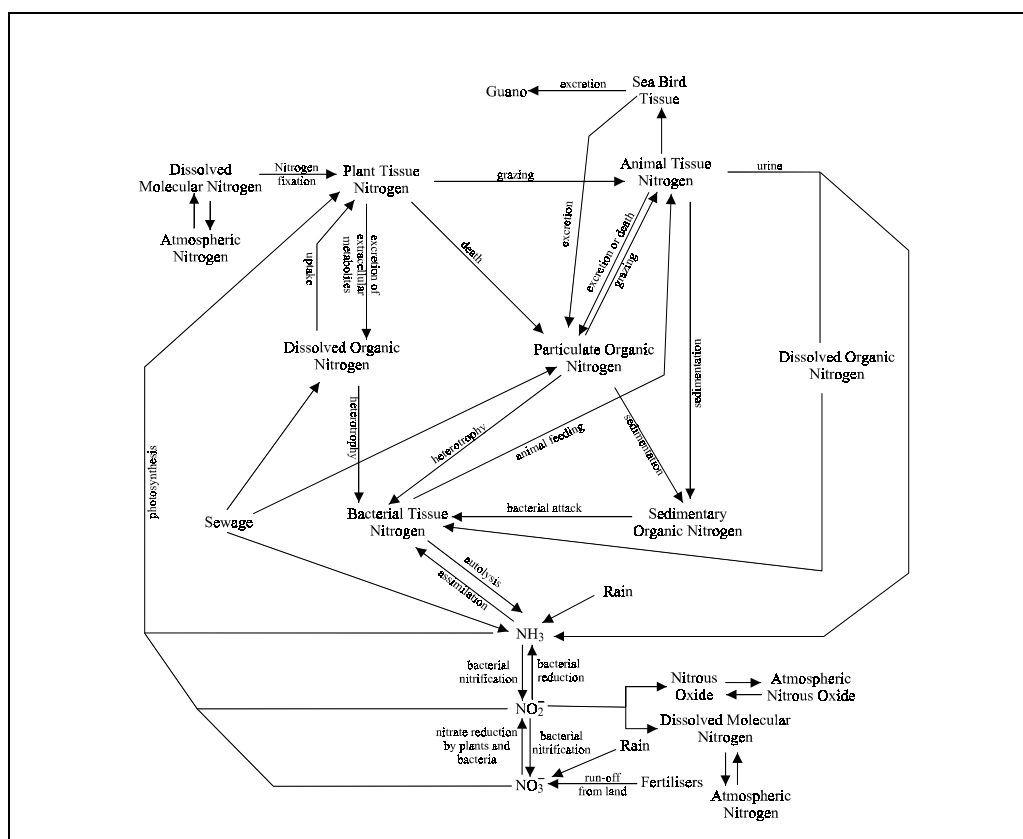 Guano
excretion
Sea Bird
Tissue
Dissolved
Molecular Nitrogen
Nitrogen
fixation
Plant Tissue
Nitrogen
grazing
Animal Tissue
Nitrogen
urine
Atmospheric
Nitrogen
uptake
excretion of
extracellular
metabolites
death
excretion
excretion or death
grazing
sedimentation
Dissolved Organic
Nitrogen
Particulate Organic
Nitrogen
Dissolved Organic
Nitrogen
photosynthesis
heterotrophy
heterotrophy
animal feeding
sedimentation
Sewage
Bacterial Tissue
Nitrogen
bacterial attack
Sedimentary
Organic Nitrogen
autolysis
assimilation
Rain
NH3
bacterial
nitrification
bacterial
reduction
Nitrous
Oxide
Atmospheric
Nitrous Oxide
NO2−
Dissolved Molecular
Nitrogen
nitrate reduction
by plants and
bacteria
bacterial
nitrification
Rain
NO3−
run-off
from land
Fertilisers
Atmospheric
Nitrogen